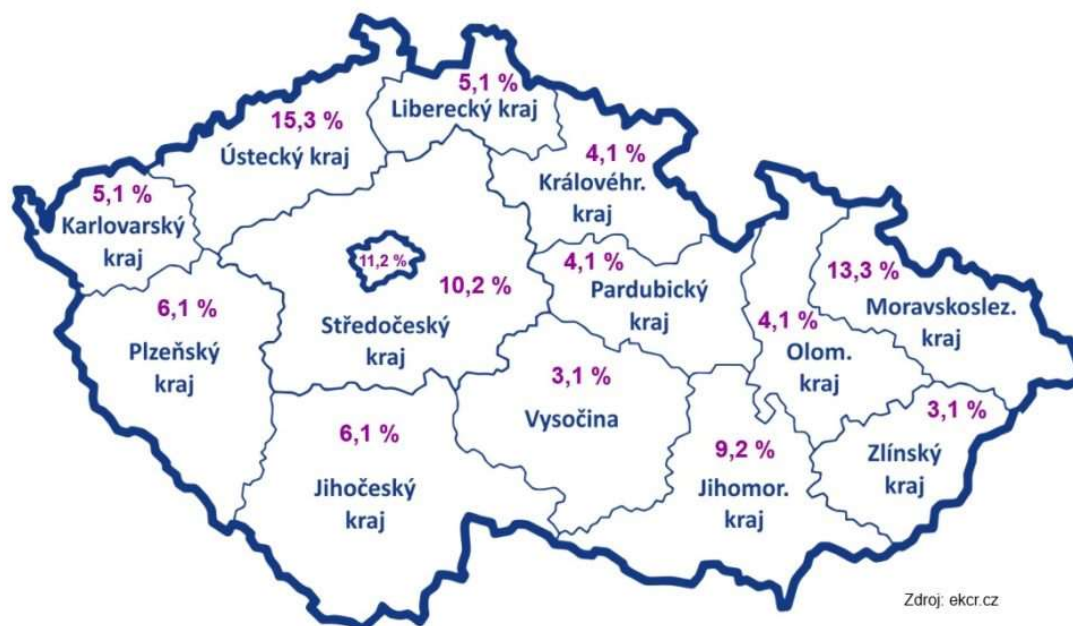 5,1 %
Liberecký kraj
15,3 %
Ústecký kraj
4,1 %
Královéhr.
kraj
5,1 %
Karlovarský
kraj
11,2 %
10,2 %
Středočeský
kraj
4,1 %
Pardubický
kraj
13,3 %
Moravskoslez.
kraj
6,1 %
Plzeňský
kraj
4,1 %
Olom.
kraj
3,1 %
Vysočina
3,1 %
Zlínský
kraj
6,1 %
Jihočeský
kraj
9,2 %
Jihomor.
kraj
Zdroj: ekcr.cz